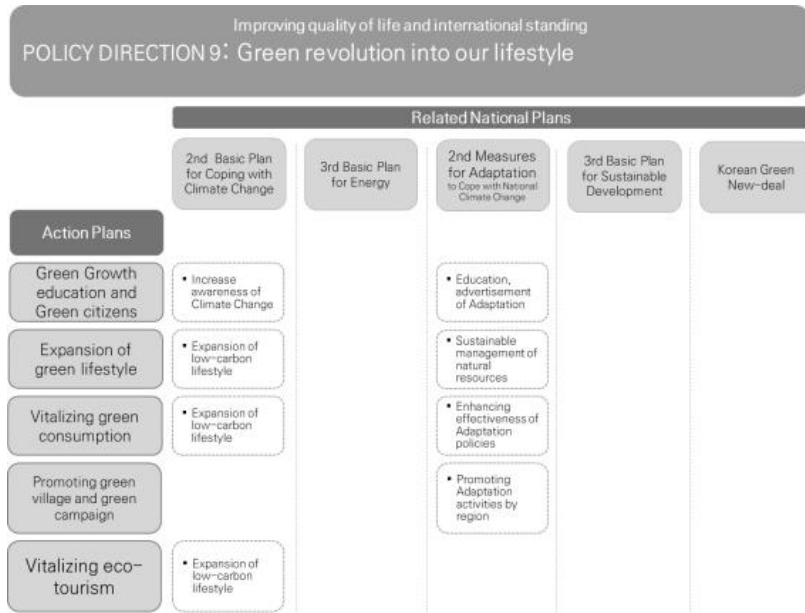 Improving quality of life and international standing
POLICY DIRECTION 9: Green revolution into our lifestyle
Related National Plans
2nd Basic Plan
for Coping with
Climate Change
3rd Basic Plan
for Energy
2nd Measures
for Adaptation
to Cope with National
Climate Change
3rd Basic Plan
for Sustainable
Development
Korean Green
New-deal
Action Plans
Green Growth
education and
Green citizens
▪ Increase
awareness of
Climate Change
▪ Education,
advertisement
of Adaptation
Expansion of
green lifestyle
▪ Expansion of
low-carbon
lifestyle
▪ Sustainable
management of
natural
resources
Vitalizing green
consumption
▪ Expansion of
low-carbon
lifestyle
▪ Enhancing
effectiveness of
Adaptation
policies
Promoting green
village and green
campaign
▪ Promoting
Adaptation
activities by
region
Vitalizing eco-
tourism
▪ Expansion of
low-carbon
lifestyle